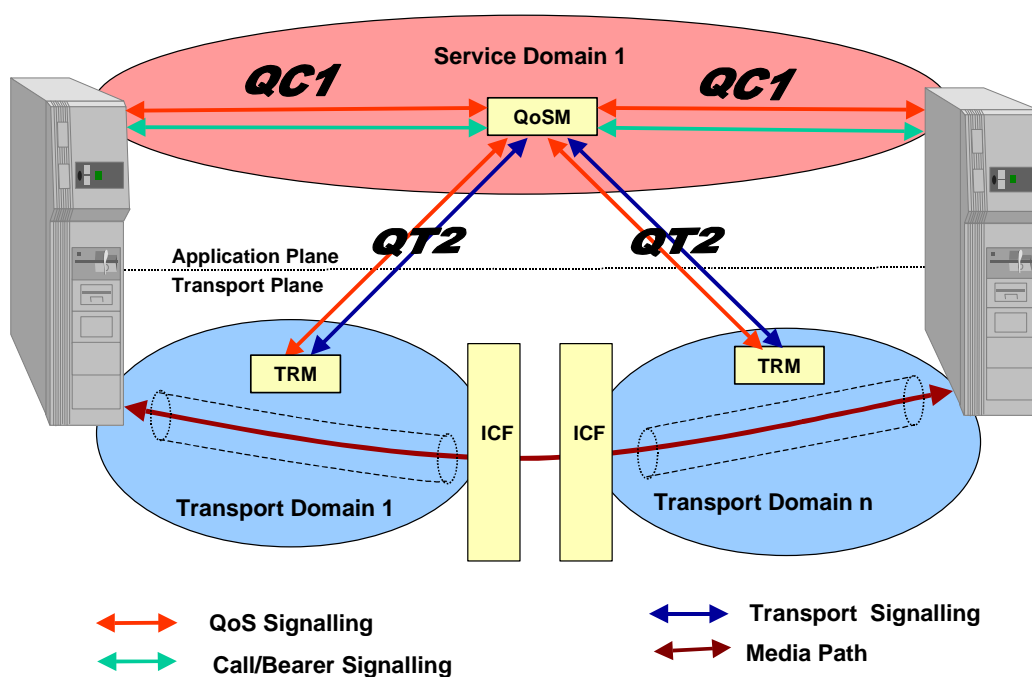 Service Domain 1
QC1
QC1
QoSM
QT2
QT2
Application Plane
Transport Plane
TRM
TRM
ICF
ICF
Transport Domain 1
Transport Domain n
QoS Signalling
Transport Signalling
Call/Bearer Signalling
Media Path